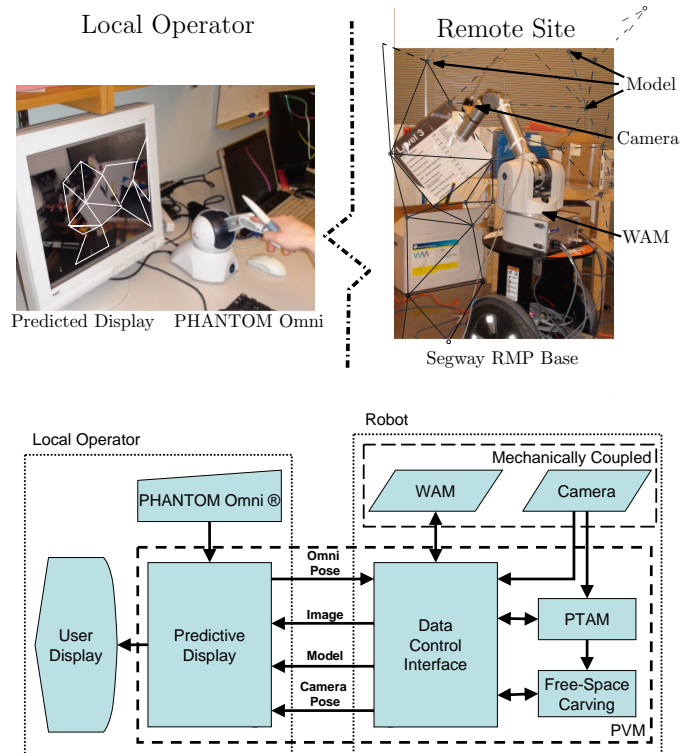 Local Operator
Remote Site
Model
Camera
WAM
Level 3
Predicted Display
PHANTOM Omni
Segway RMP Base
Robot
Local Operator
Mechanically Coupled
PHANTOM Omni ®
WAM
Camera
Omni
Pose
Image
Model
Camera
Pose
User
Display
Predictive
Display
Data
Control
Interface
PTAM
Free-Space
Carving
PVM